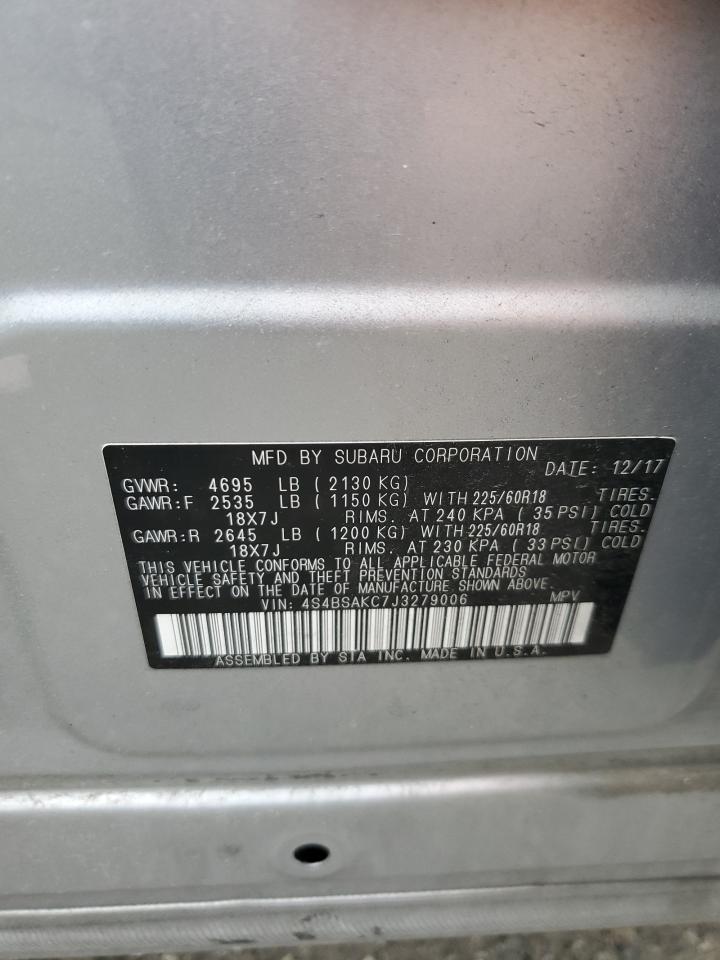 MFD BY SUBARU CORPORATION DATE: 12/17
GVWR: 4695 LB ( 2130 KG)
GAWR:F 2535 LB ( 1150 KG) WITH 225/60R18 TIRES.
18X7J RIMS. AT 240 KPA ( 35 PSI) COLD
GAWR:R 2645 LB ( 1200 KG) WITH 225/60R18 TIRES.
18X7J RIMS. AT 230 KPA ( 33 PSI) COLD
THIS VEHICLE CONFORMS TO ALL APPLICABLE FEDERAL MOTOR
VEHICLE SAFETY AND THEFT PREVENTION STANDARDS
IN EFFECT ON THE DATE OF MANUFACTURE SHOWN ABOVE.
VIN: 4S4BSAKC7J3279006 MPV
ASSEMBLED BY SIA INC. MADE IN U.S.A.